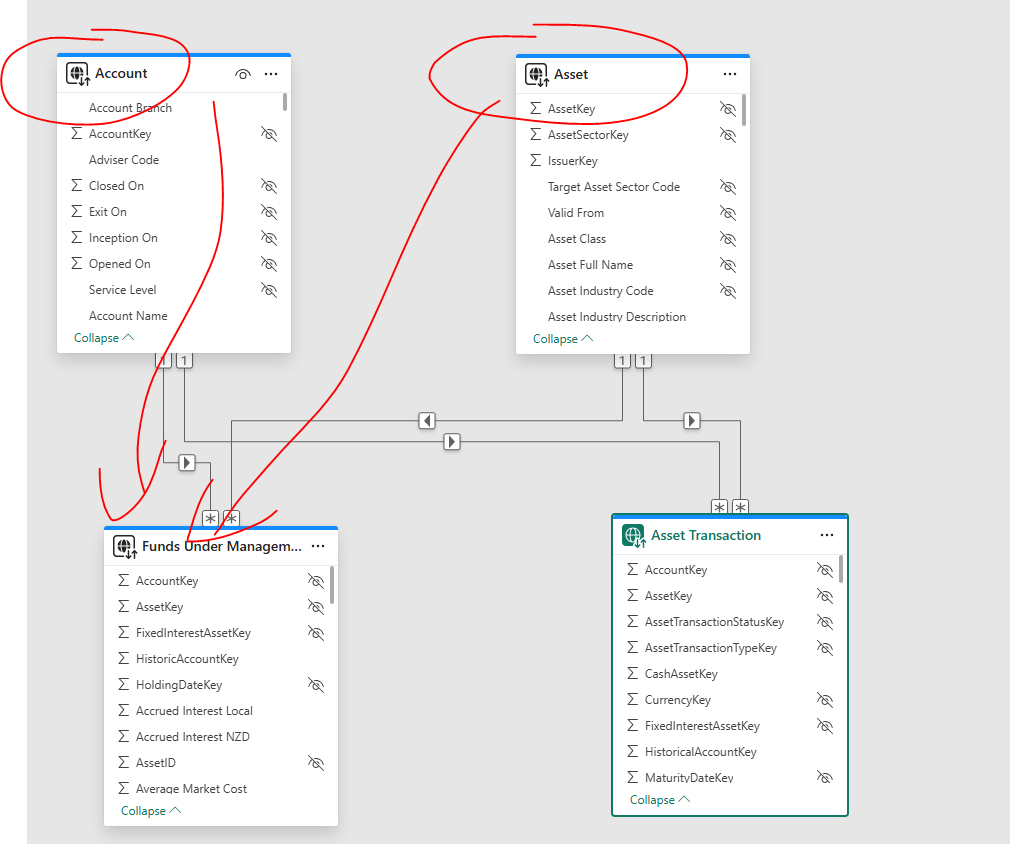 Account
Account Branch
AccountKey
Adviser Code
Closed On
Exit On
Inception On
Opened On
Service Level
Account Name
Collapse
Asset
AssetKey
AssetSectorKey
IssuerKey
Target Asset Sector Code
Valid From
Asset Class
Asset Full Name
Asset Industry Code
Asset Industry Description
Collapse
1 1
1 1
* *
* *
Funds Under Managem...
AccountKey
AssetKey
FixedInterestAssetKey
HistoricAccountKey
HoldingDateKey
Accrued Interest Local
Accrued Interest NZD
AssetID
Average Market Cost
Collapse
Asset Transaction
AccountKey
AssetKey
AssetTransactionStatusKey
AssetTransactionTypeKey
CashAssetKey
CurrencyKey
FixedInterestAssetKey
HistoricalAccountKey
MaturityDateKey
Collapse